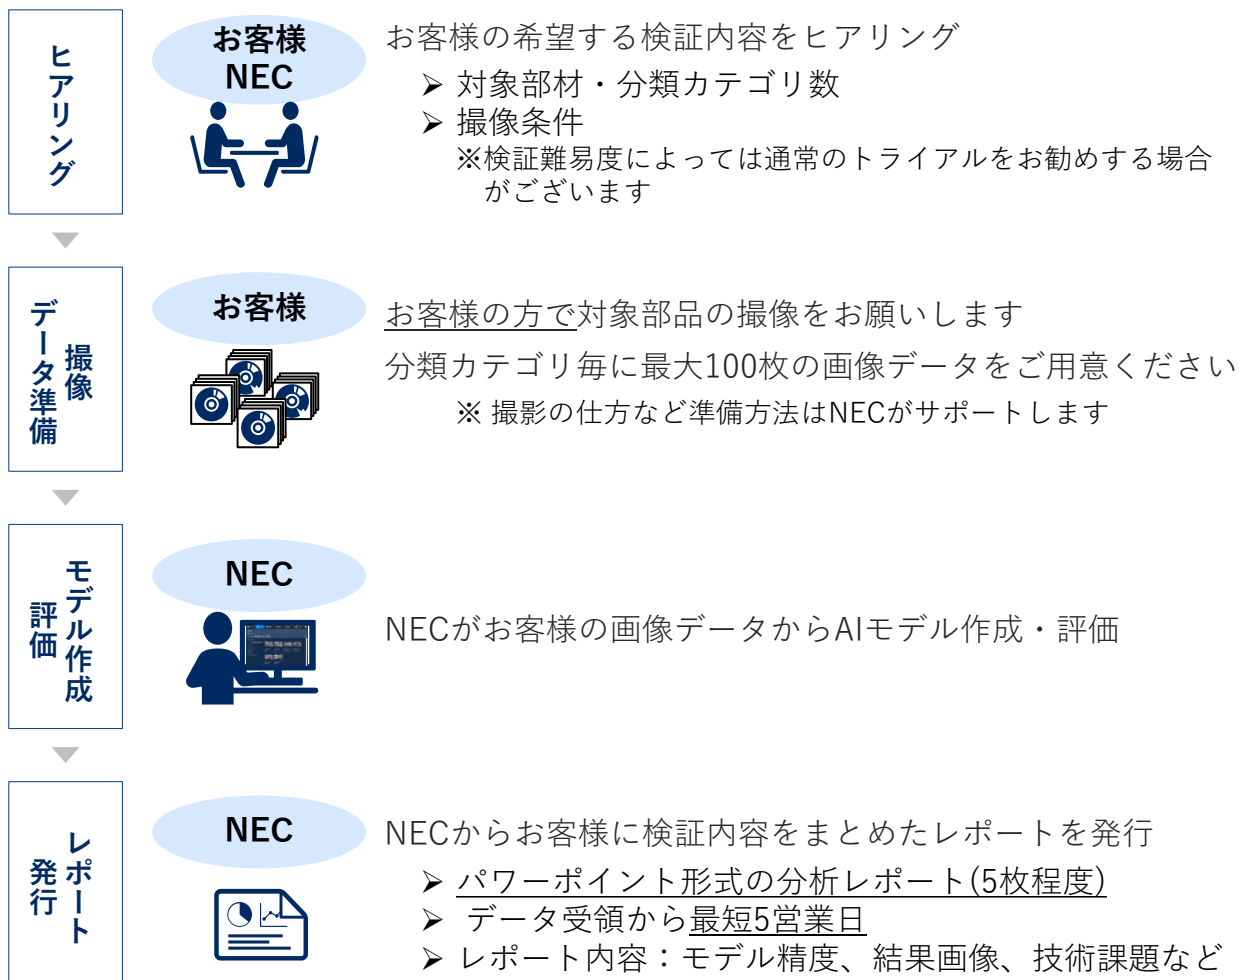 ヒアリング
お客様
NEC
お客様の希望する検証内容をヒアリング
➢ 対象部材・分類カテゴリ数
➢ 撮像条件
※検証難易度によっては通常のトライアルをお勧めする場合
がございます
撮像
データ準備
お客様
お客様の方で対象部品の撮像をお願いします
分類カテゴリ毎に最大100枚の画像データをご用意ください
※ 撮影の仕方など準備方法はNECがサポートします
モデル作成
評価
NEC
NECがお客様の画像データからAIモデル作成・評価
レポート
発行
NEC
NECからお客様に検証内容をまとめたレポートを発行
➢ パワーポイント形式の分析レポート(5枚程度)
➢ データ受領から最短5営業日
➢ レポート内容：モデル精度、結果画像、技術課題など